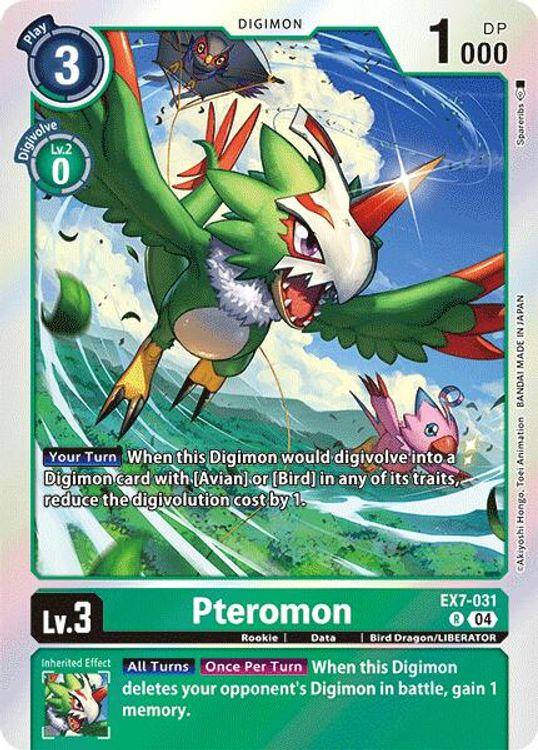 DIGIMON
Play
3
1000
DP
Digivolve
Lv.2
0
Spareribs
©Akiyoshi Hongo, Toei Animation BANDAI MADE IN JAPAN
Your Turn When this Digimon would digivolve into a
Digimon card with [Avian] or [Bird] in any of its traits,
reduce the digivolution cost by 1.
Lv.3
Pteromon
EX7-031
R 04
Rookie | Data | Bird Dragon/LIBERATOR
Inherited Effect
All Turns Once Per Turn When this Digimon
deletes your opponent's Digimon in battle, gain 1
memory.